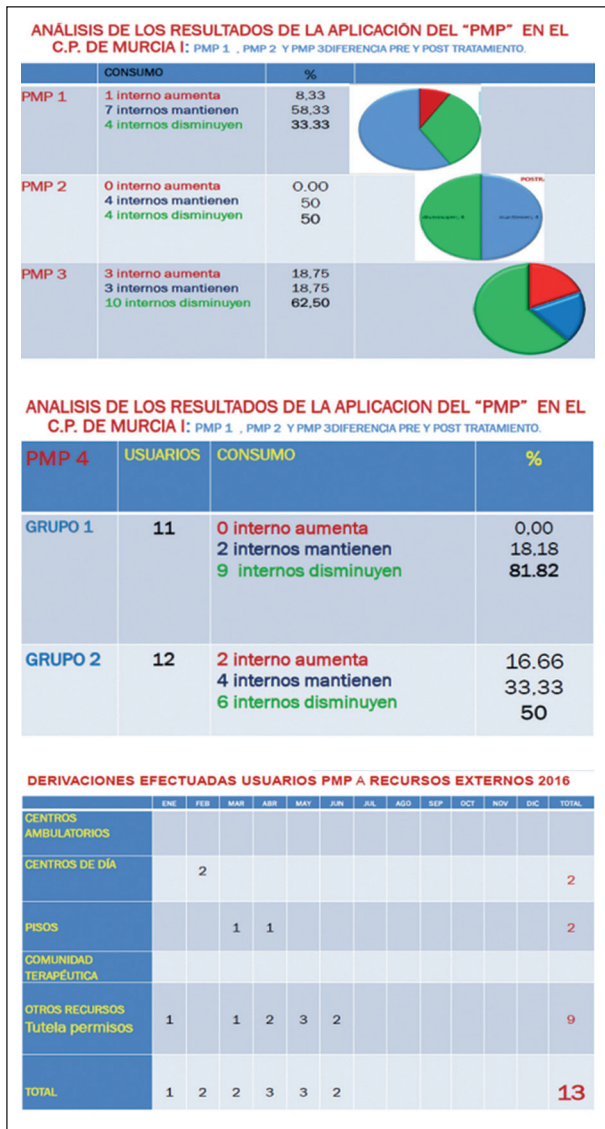 ANÁLISIS DE LOS RESULTADOS DE LA APLICACIÓN DEL “PMP” EN EL
C.P. DE MURCIA I: PMP 1 , PMP 2 Y PMP 3DIFERENCIA PRE Y POST TRATAMIENTO.
CONSUMO %
PMP 1 1 interno aumenta 8,33
7 internos mantienen 58,33
4 internos disminuyen 33.33
PMP 2 0 interno aumenta 0.00
4 internos mantienen 50
4 internos disminuyen 50
PMP 3 3 interno aumenta 18,75
3 internos mantienen 18,75
10 internos disminuyen 62,50
ANALISIS DE LOS RESULTADOS DE LA APLICACION DEL “PMP” EN EL
C.P. DE MURCIA I: PMP 1 , PMP 2 Y PMP 3DIFERENCIA PRE Y POST TRATAMIENTO.
PMP 4 USUARIOS CONSUMO %
GRUPO 1 11 0 interno aumenta 0,00
2 internos mantienen 18,18
9 internos disminuyen 81.82
GRUPO 2 12 2 interno aumenta 16.66
4 internos mantienen 33,33
6 internos disminuyen 50
DERIVACIONES EFECTUADAS USUARIOS PMP A RECURSOS EXTERNOS 2016
ENE FEB MAR ABR MAY JUN JUL AGO SEP OCT NOV DIC TOTAL
CENTROS
AMBULATORIOS
CENTROS DE DÍA 2 2
PISOS 1 1 2
COMUNIDAD
TERAPÉUTICA
OTROS RECURSOS
Tutela permisos 1 1 2 3 2 9
TOTAL 1 2 2 3 3 2 13